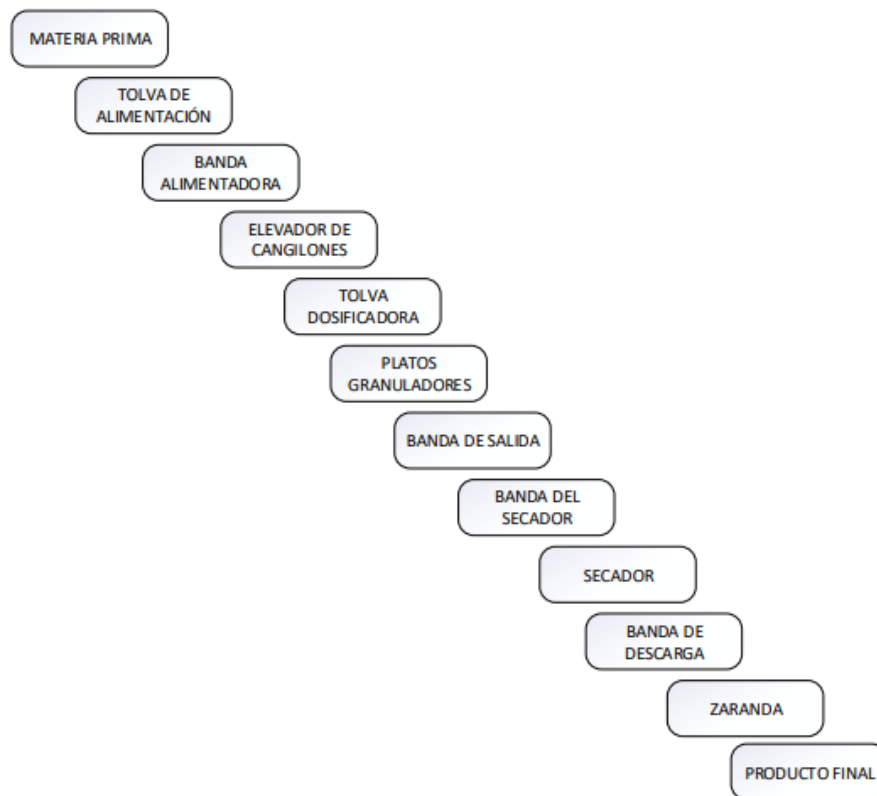 MATERIA PRIMA
TOLVA DE
ALIMENTACIÓN
BANDA
ALIMENTADORA
ELEVADOR DE
CANGILONES
TOLVA
DOSIFICADORA
PLATOS
GRANULADORES
BANDA DE SALIDA
BANDA DEL
SECADOR
SECADOR
BANDA DE
DESCARGA
ZARANDA
PRODUCTO FINAL